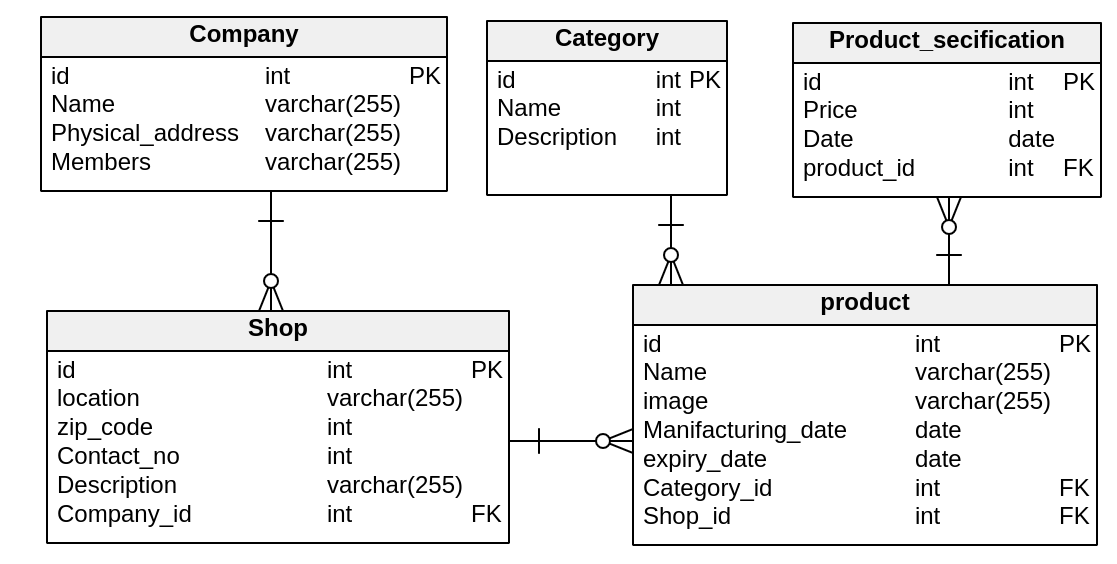 Company
id int PK
Name varchar(255)
Physical_address varchar(255)
Members varchar(255)
Category
id int PK
Name int
Description int
Product_secification
id int PK
Price int
Date date
product_id int FK
Shop
id int PK
location varchar(255)
zip_code int
Contact_no int
Description varchar(255)
Company_id int FK
product
id int PK
Name varchar(255)
image varchar(255)
Manifacturing_date date
expiry_date date
Category_id int FK
Shop_id int FK